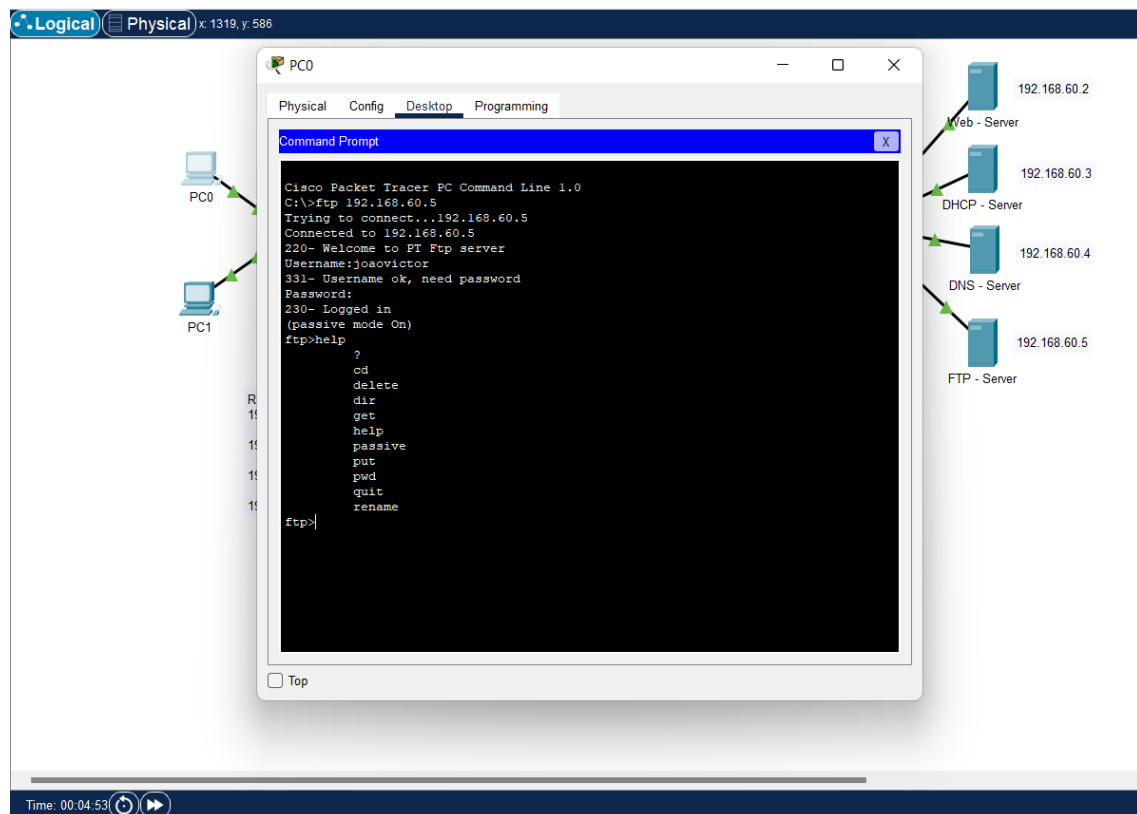 Logical Physical x: 1319, y: 586
PC0
Physical Config Desktop Programming
Command Prompt X
Cisco Packet Tracer PC Command Line 1.0
C:\>ftp 192.168.60.5
Trying to connect...192.168.60.5
Connected to 192.168.60.5
220- Welcome to PT Ftp server
Username:joaovictor
331- Username ok, need password
Password:
230- Logged in
(passive mode On)
ftp>help
?
cd
delete
dir
get
help
passive
put
pwd
quit
rename
ftp>
Top
PC0
PC1
R
19
19
19
19
192.168.60.2
Web - Server
192.168.60.3
DHCP - Server
192.168.60.4
DNS - Server
192.168.60.5
FTP - Server
Time: 00:04:53